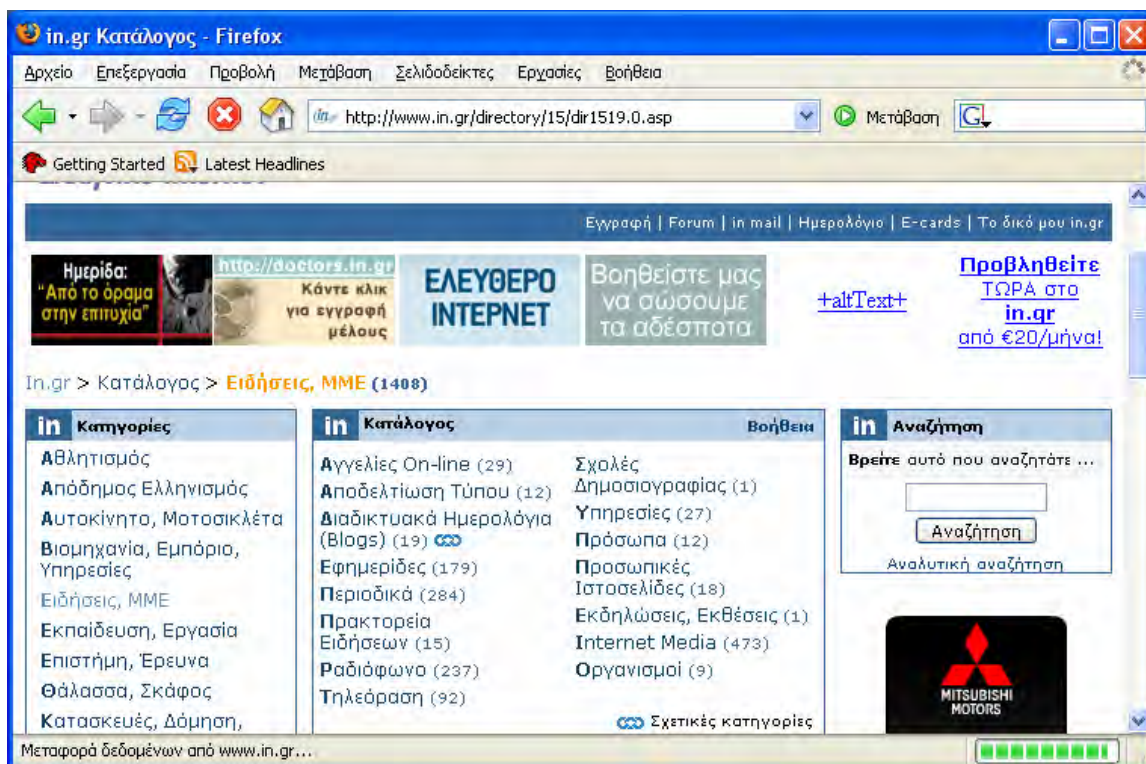 in.gr Κατάλογος - Firefox
Αρχείο Επεξεργασία Προβολή Μετάβαση Σελιδοδείκτες Εργασίες Βοήθεια
in http://www.in.gr/directory/15/dir1519.0.asp Μετάβαση G
Getting Started Latest Headlines
Εγγραφή | Forum | in mail | Ημερολόγιο | E-cards | Το δικό μου in.gr
Ημερίδα:
"Από το όραμα
στην επιτυχία"
http://doctors.in.gr
Κάντε κλικ
για εγγραφή
μέλους
ΕΛΕΥΘΕΡΟ
INTERNET
Βοηθείστε μας
να σώσουμε
τα αδέσποτα
+altText+
Προβληθείτε
ΤΩΡΑ στο
in.gr
από €20/μήνα!
In.gr > Κατάλογος > Ειδήσεις, ΜΜΕ (1408)
in Κατηγορίες
Αθλητισμός
Απόδημος Ελληνισμός
Αυτοκίνητο, Μοτοσικλέτα
Βιομηχανία, Εμπόριο,
Υπηρεσίες
Ειδήσεις, ΜΜΕ
Εκπαίδευση, Εργασία
Επιστήμη, Έρευνα
Θάλασσα, Σκάφος
Κατασκευές, Δόμηση,
in Κατάλογος Βοήθεια
Αγγελίες On-line (29)
Αποδελτίωση Τύπου (12)
Διαδικτυακά Ημερολόγια
(Blogs) (19)
Εφημερίδες (179)
Περιοδικά (284)
Πρακτορεία
Ειδήσεων (15)
Ραδιόφωνο (237)
Τηλεόραση (92)
Σχολές
Δημοσιογραφίας (1)
Υπηρεσίες (27)
Πρόσωπα (12)
Προσωπικές
Ιστοσελίδες (18)
Εκδηλώσεις, Εκθέσεις (1)
Internet Media (473)
Οργανισμοί (9)
Σχετικές κατηγορίες
in Αναζήτηση
Βρείτε αυτό που αναζητάτε ...
Αναζήτηση
Αναλυτική αναζήτηση
MITSUBISHI
MOTORS
Μεταφορά δεδομένων από www.in.gr...